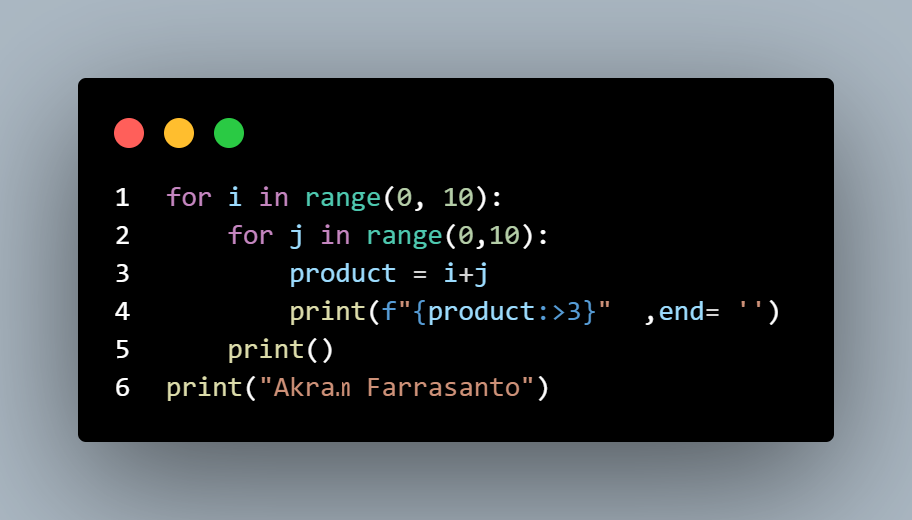 1 for i in range(0, 10):
2     for j in range(0,10):
3         product = i+j
4         print(f"{product:>3}"  ,end= '')
5     print()
6 print("Akram Farrasanto")